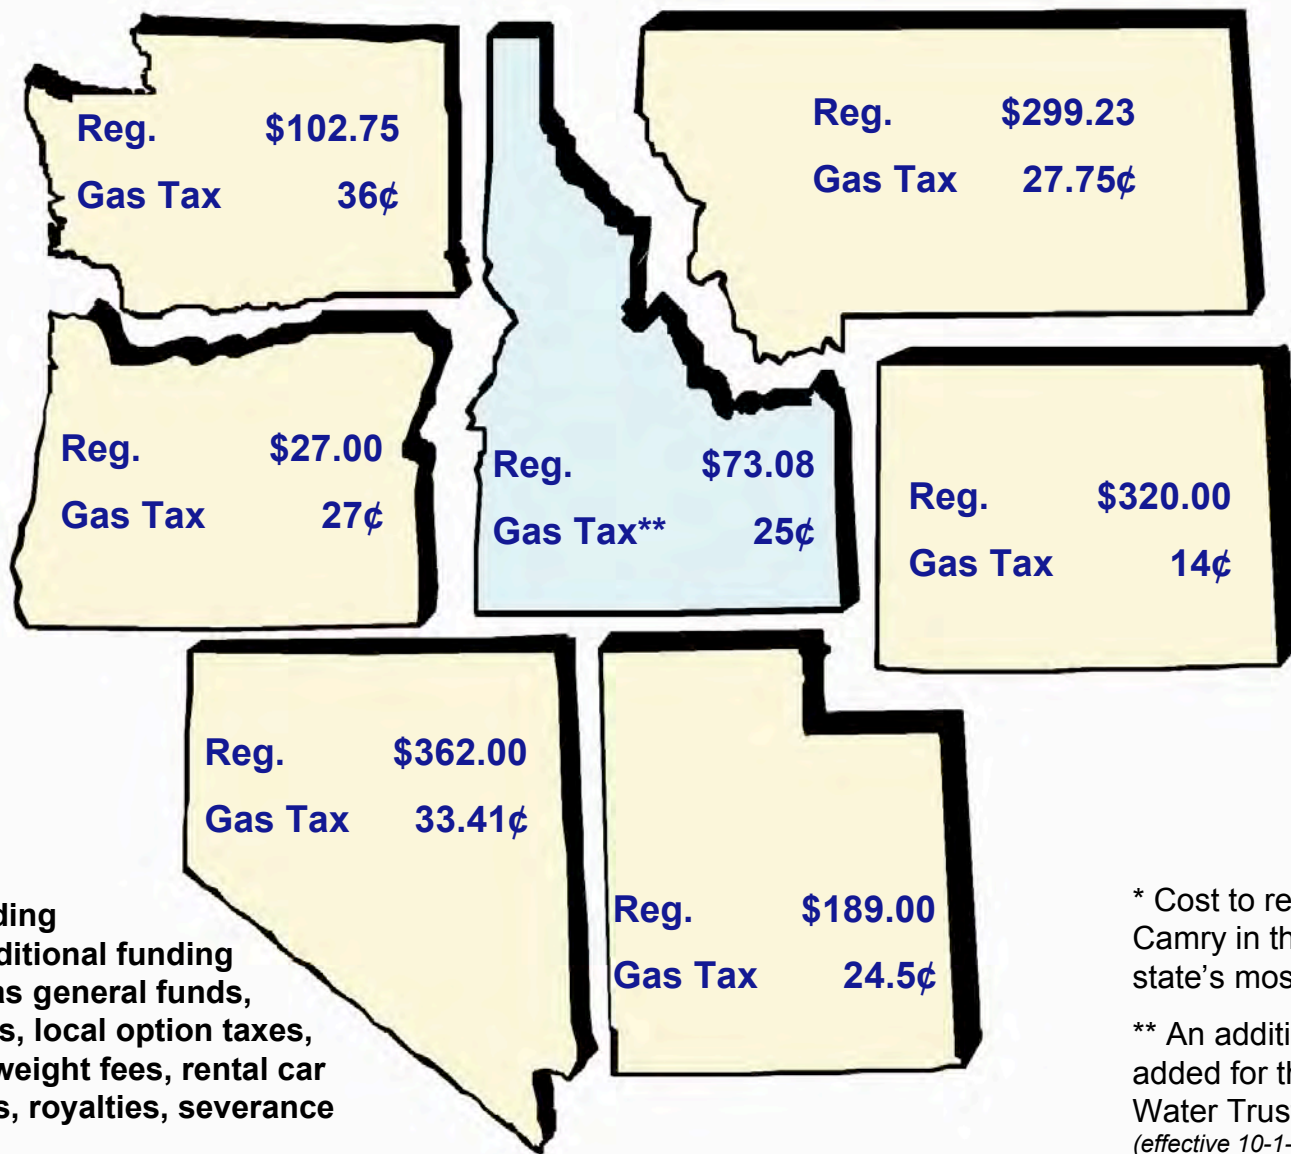 Reg. $102.75
Gas Tax 36¢
Reg. $299.23
Gas Tax 27.75¢
Reg. $27.00
Gas Tax 27¢
Reg. $73.08
Gas Tax** 25¢
Reg. $320.00
Gas Tax 14¢
Reg. $362.00
Gas Tax 33.41¢
Reg. $189.00
Gas Tax 24.5¢
ding
ditional funding
as general funds,
s, local option taxes,
weight fees, rental car
s, royalties, severance
* Cost to re
Camry in th
state’s mos
** An additi
added for th
Water Trus
(effective 10-1-